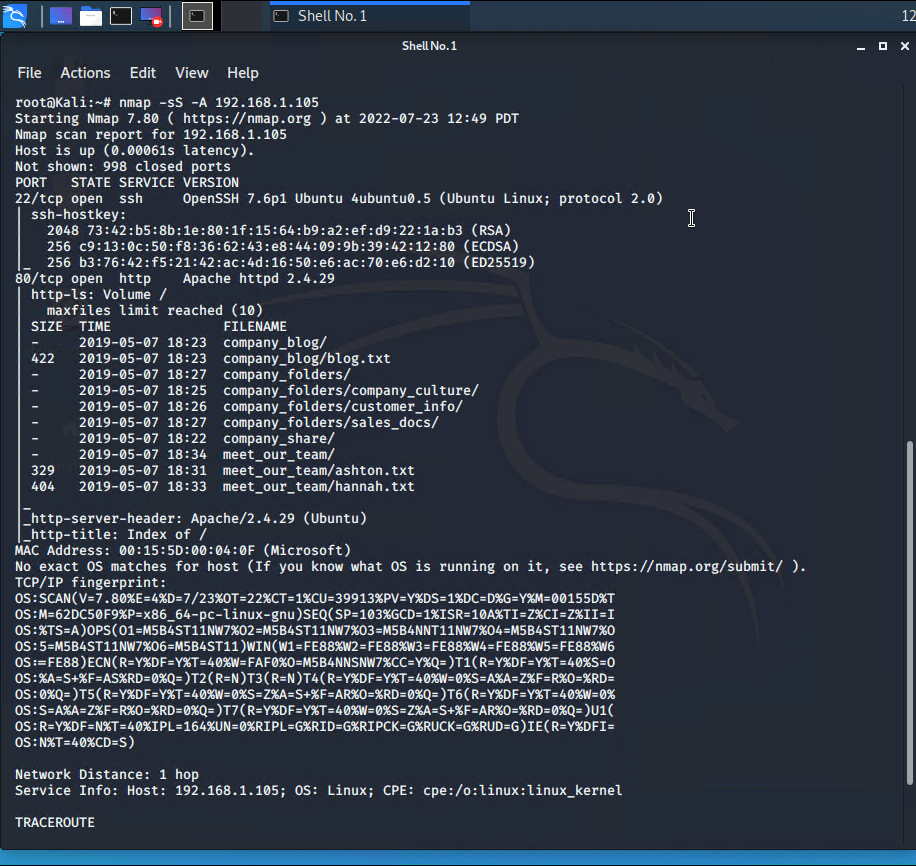 Shell No. 1
12
Shell No. 1
File Actions Edit View Help
root@Kali:~# nmap -sS -A 192.168.1.105
Starting Nmap 7.80 ( https://nmap.org ) at 2022-07-23 12:49 PDT
Nmap scan report for 192.168.1.105
Host is up (0.00061s latency).
Not shown: 998 closed ports
PORT   STATE SERVICE VERSION
22/tcp open  ssh     OpenSSH 7.6p1 Ubuntu 4ubuntu0.5 (Ubuntu Linux; protocol 2.0)
| ssh-hostkey:
|   2048 73:42:b5:8b:1e:80:1f:15:64:b9:a2:ef:d9:22:1a:b3 (RSA)
|   256 c9:13:0c:50:f8:36:62:43:e8:44:09:9b:39:42:12:80 (ECDSA)
|_  256 b3:76:42:f5:21:42:ac:4d:16:50:e6:ac:70:e6:d2:10 (ED25519)
80/tcp open  http    Apache httpd 2.4.29
| http-ls: Volume /
|   maxfiles limit reached (10)
| SIZE  TIME              FILENAME
| -     2019-05-07 18:23  company_blog/
| 422   2019-05-07 18:23  company_blog/blog.txt
| -     2019-05-07 18:27  company_folders/
| -     2019-05-07 18:25  company_folders/company_culture/
| -     2019-05-07 18:26  company_folders/customer_info/
| -     2019-05-07 18:27  company_folders/sales_docs/
| -     2019-05-07 18:22  company_share/
| -     2019-05-07 18:34  meet_our_team/
| 329   2019-05-07 18:31  meet_our_team/ashton.txt
| 404   2019-05-07 18:33  meet_our_team/hannah.txt
|_
|_http-server-header: Apache/2.4.29 (Ubuntu)
|_http-title: Index of /
MAC Address: 00:15:5D:00:04:0F (Microsoft)
No exact OS matches for host (If you know what OS is running on it, see https://nmap.org/submit/ ).
TCP/IP fingerprint:
OS:SCAN(V=7.80%E=4%D=7/23%OT=22%CT=1%CU=39913%PV=Y%DS=1%DC=D%G=Y%M=00155D%T
OS:M=62DC50F9%P=x86_64-pc-linux-gnu)SEQ(SP=103%GCD=1%ISR=10A%TI=Z%CI=Z%II=I
OS:%TS=A)OPS(O1=M5B4ST11NW7%O2=M5B4ST11NW7%O3=M5B4NNT11NW7%O4=M5B4ST11NW7%O
OS:5=M5B4ST11NW7%O6=M5B4ST11)WIN(W1=FE88%W2=FE88%W3=FE88%W4=FE88%W5=FE88%W6
OS:=FE88)ECN(R=Y%DF=Y%T=40%W=FAF0%O=M5B4NNSNW7%CC=Y%Q=)T1(R=Y%DF=Y%T=40%S=O
OS:%A=S+%F=AS%RD=0%Q=)T2(R=N)T3(R=N)T4(R=Y%DF=Y%T=40%W=0%S=A%A=Z%F=R%O=%RD=
OS:0%Q=)T5(R=Y%DF=Y%T=40%W=0%S=Z%A=S+%F=AR%O=%RD=0%Q=)T6(R=Y%DF=Y%T=40%W=0%
OS:S=A%A=Z%F=R%O=%RD=0%Q=)T7(R=Y%DF=Y%T=40%W=0%S=Z%A=S+%F=AR%O=%RD=0%Q=)U1(
OS:R=Y%DF=N%T=40%IPL=164%UN=0%RIPL=G%RID=G%RIPCK=G%RUCK=G%RUD=G)IE(R=Y%DFI=
OS:N%T=40%CD=S)
Network Distance: 1 hop
Service Info: Host: 192.168.1.105; OS: Linux; CPE: cpe:/o:linux:linux_kernel
TRACEROUTE